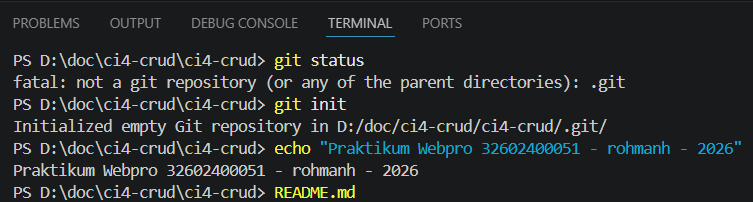 PROBLEMS OUTPUT DEBUG CONSOLE TERMINAL PORTS
PS D:\doc\ci4-crud\ci4-crud> git status
fatal: not a git repository (or any of the parent directories): .git
PS D:\doc\ci4-crud\ci4-crud> git init
Initialized empty Git repository in D:/doc/ci4-crud/ci4-crud/.git/
PS D:\doc\ci4-crud\ci4-crud> echo "Praktikum Webpro 32602400051 - rohmanh - 2026"
Praktikum Webpro 32602400051 - rohmanh - 2026
PS D:\doc\ci4-crud\ci4-crud> README.md